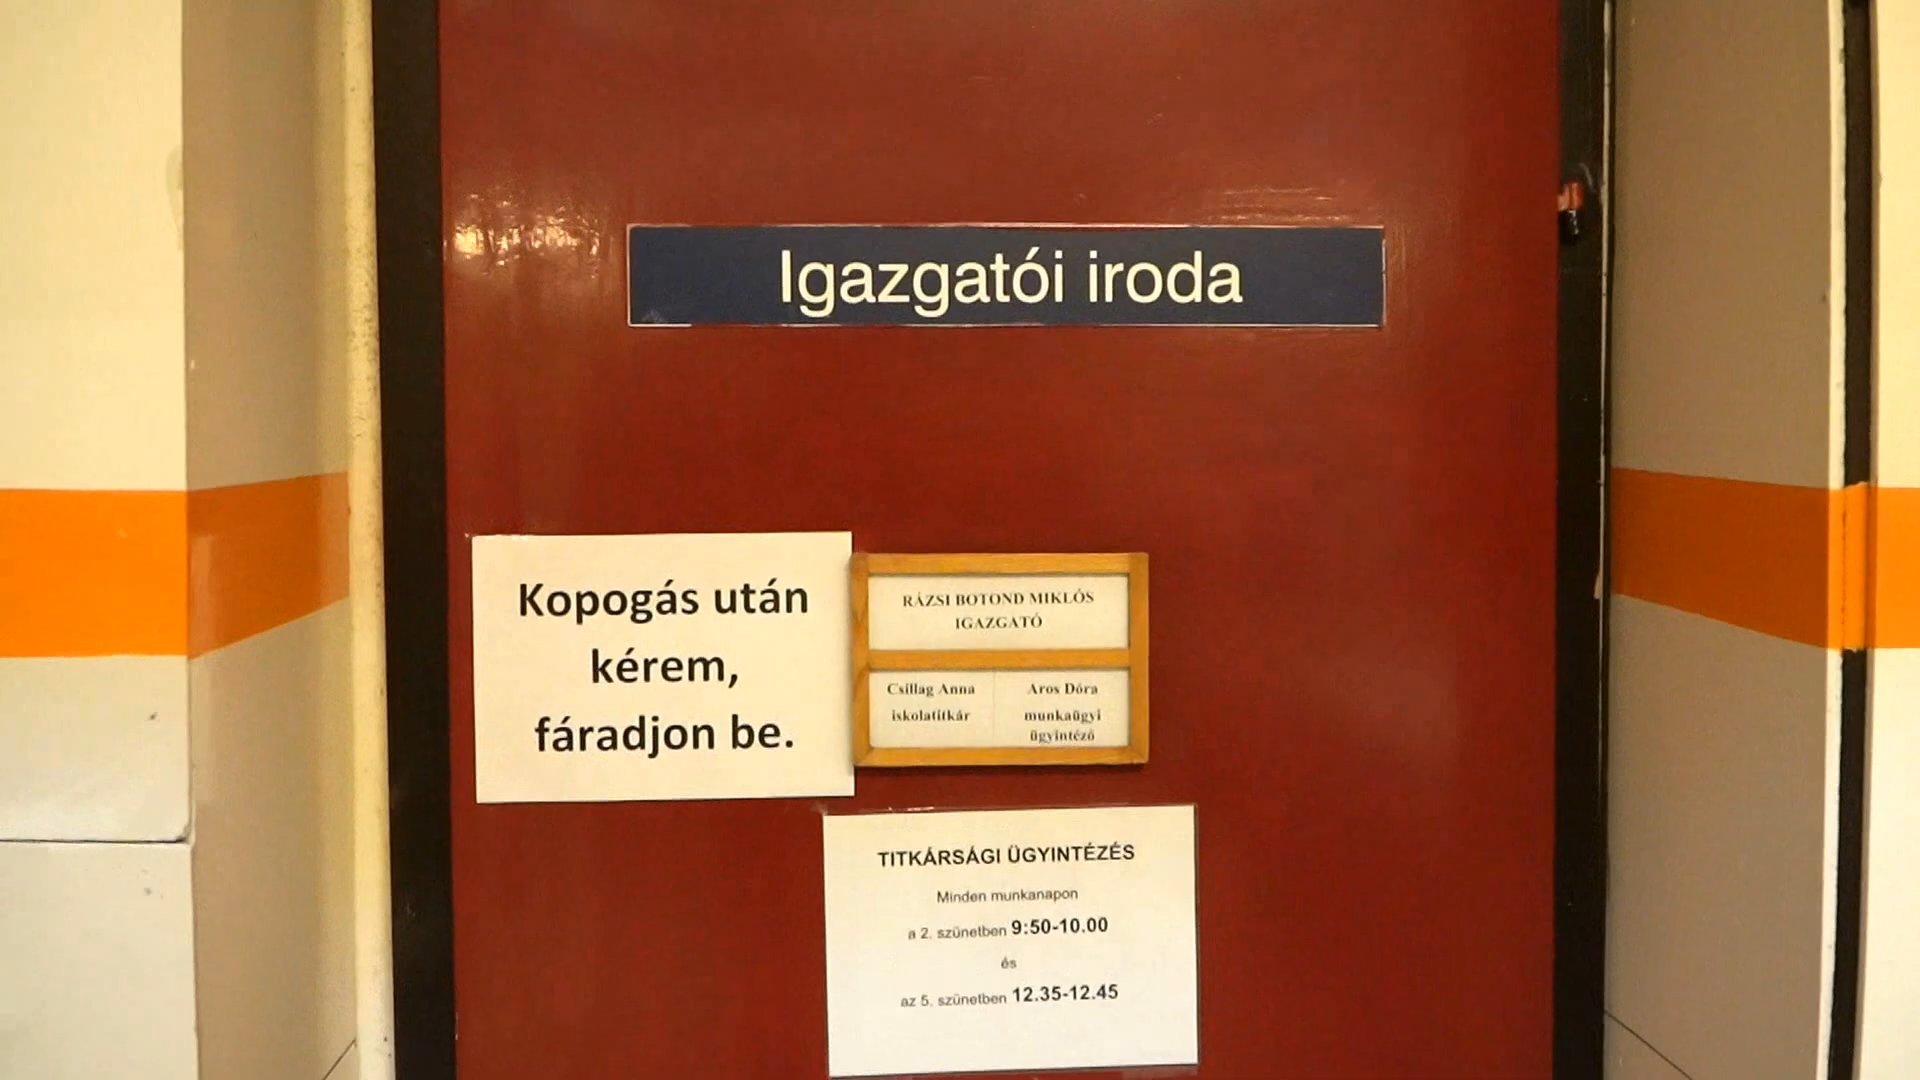 Igazgatói iroda
Kopogás után
kérem,
fáradjon be.
RÁZSI BOTOND MIKLÓS
IGAZGATÓ
Csillag Anna
iskolatitkár
Aros Dóra
munkaügyi
ügyintéző
TITKÁRSÁGI ÜGYINTÉZÉS
Minden munkanapon
a 2. szünetben 9:50-10.00
és
az 5. szünetben 12.35-12.45